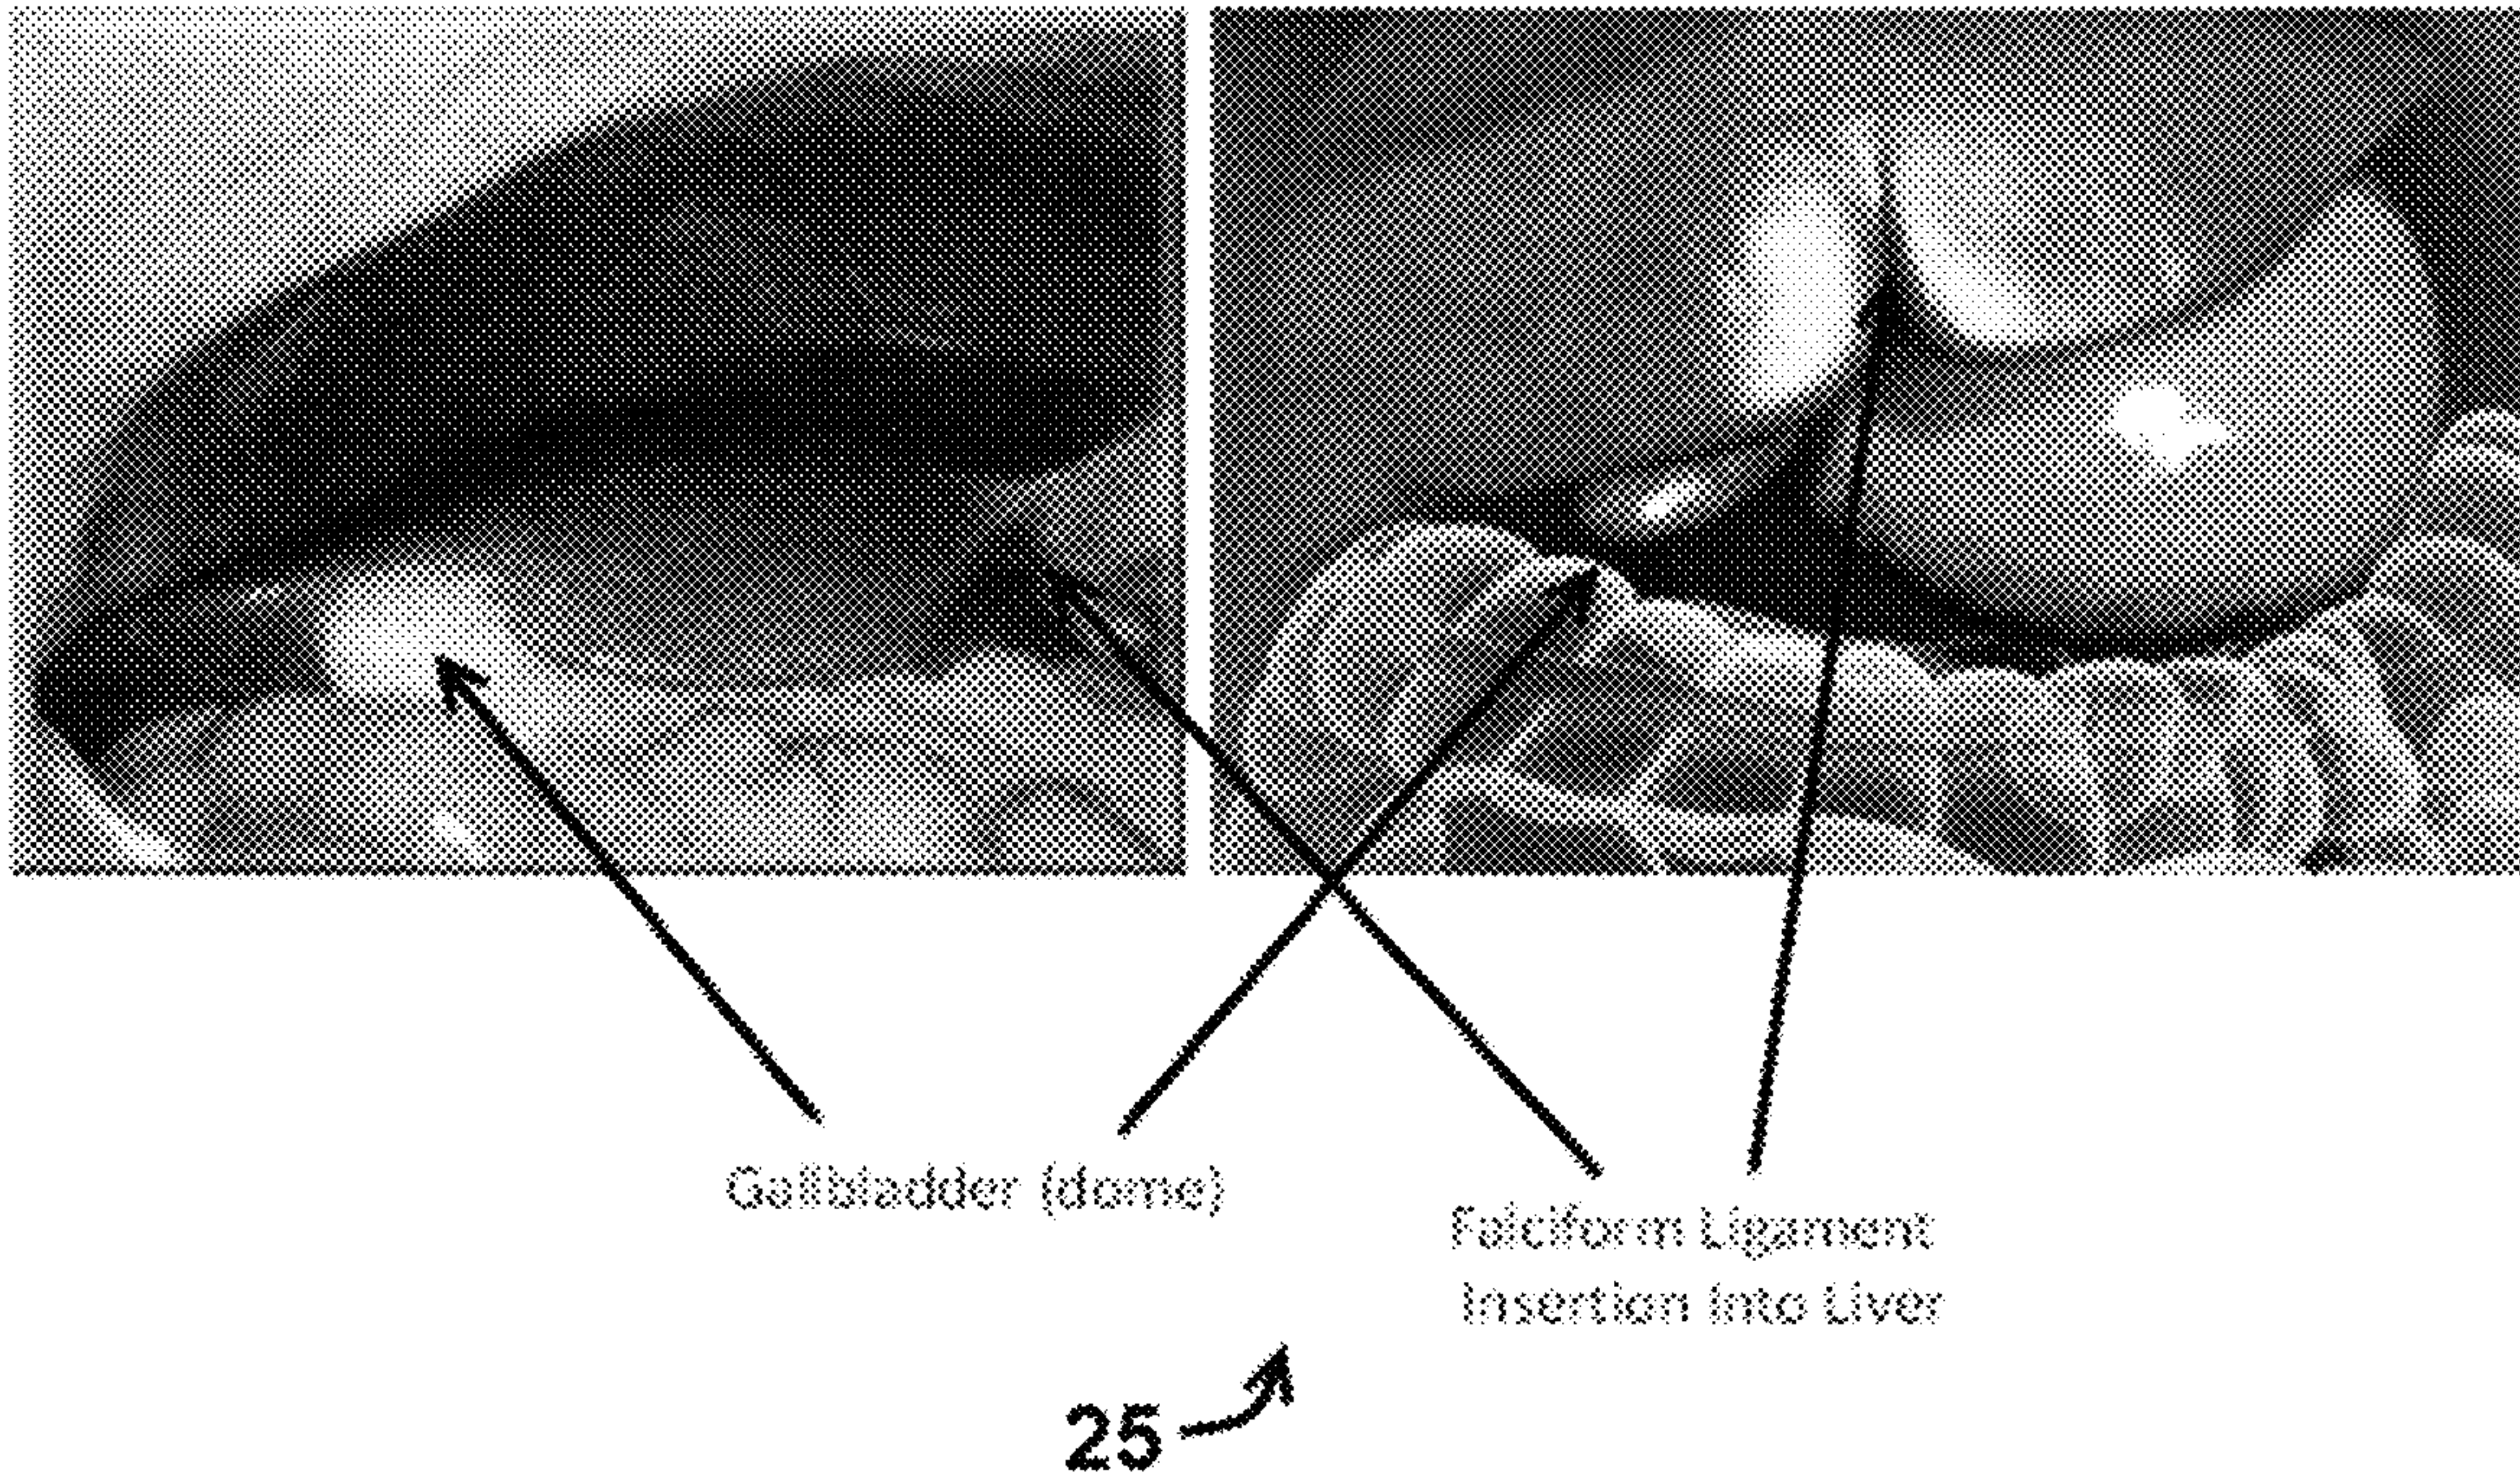 Gallbladder (dome)
Falciform Ligament
Insertion into Liver
25